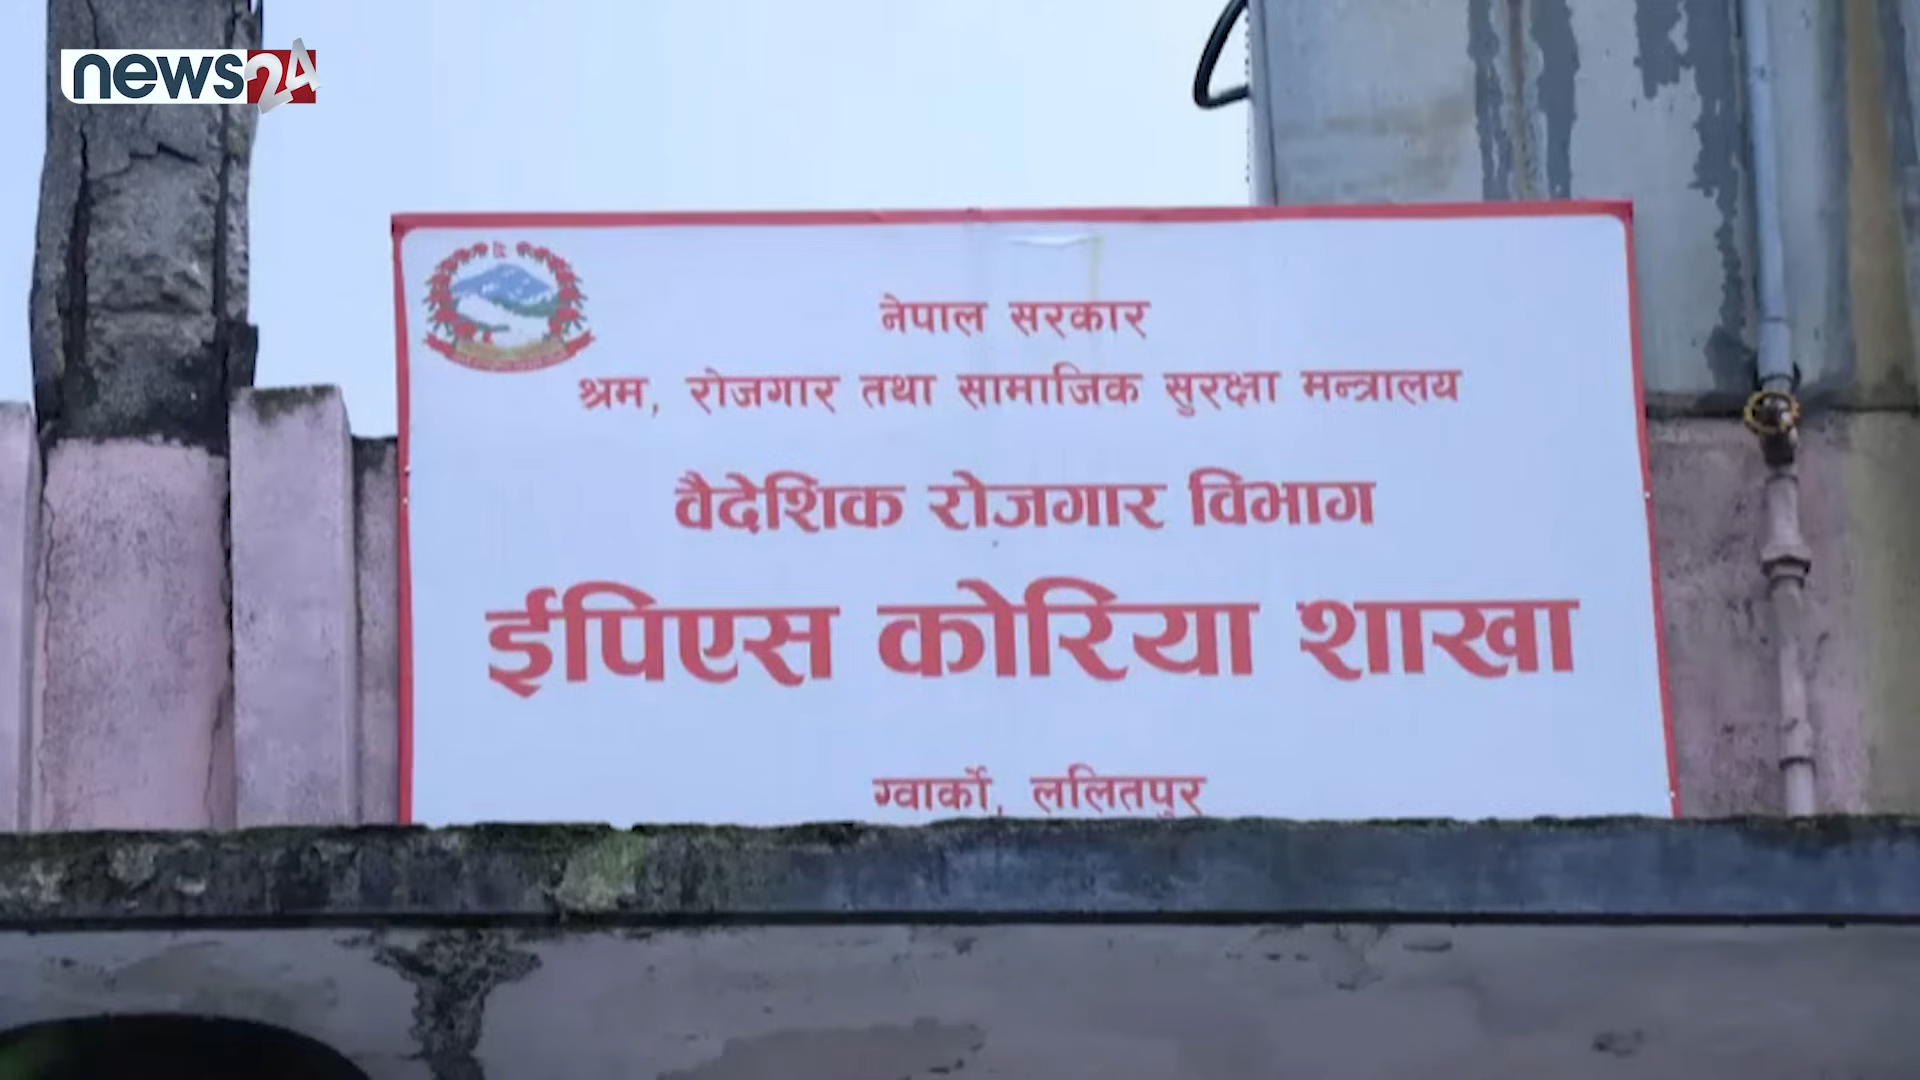 news24
नेपाल सरकार
श्रम, रोजगार तथा सामाजिक सुरक्षा मन्त्रालय
वैदेशिक रोजगार विभाग
ईपिएस कोरिया शाखा
ग्वार्को, ललितपुर